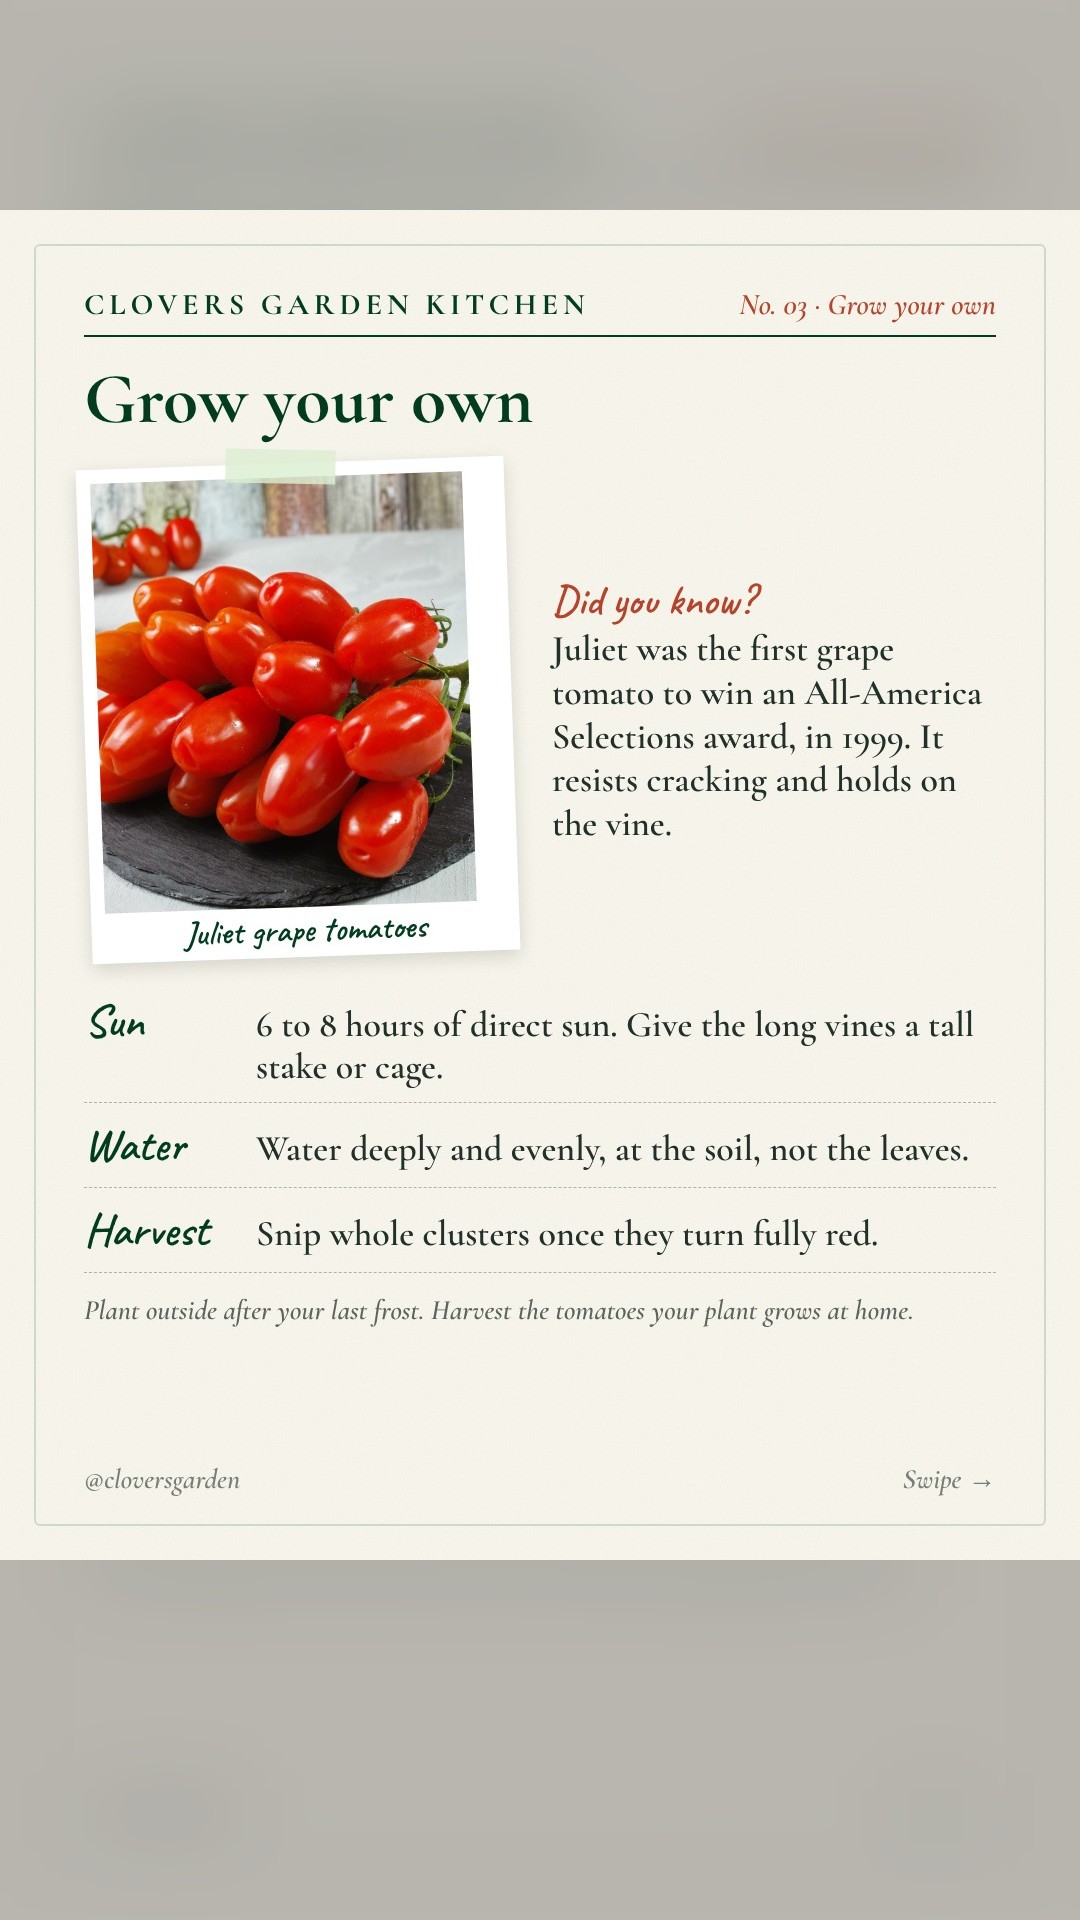 CLOVERS GARDEN KITCHEN
No. 03 · Grow your own
Grow your own
Juliet grape tomatoes
Did you know?
Juliet was the first grape
tomato to win an All-America
Selections award, in 1999. It
resists cracking and holds on
the vine.
Sun
6 to 8 hours of direct sun. Give the long vines a tall
stake or cage.
Water
Water deeply and evenly, at the soil, not the leaves.
Harvest
Snip whole clusters once they turn fully red.
Plant outside after your last frost. Harvest the tomatoes your plant grows at home.
@cloversgarden
Swipe →